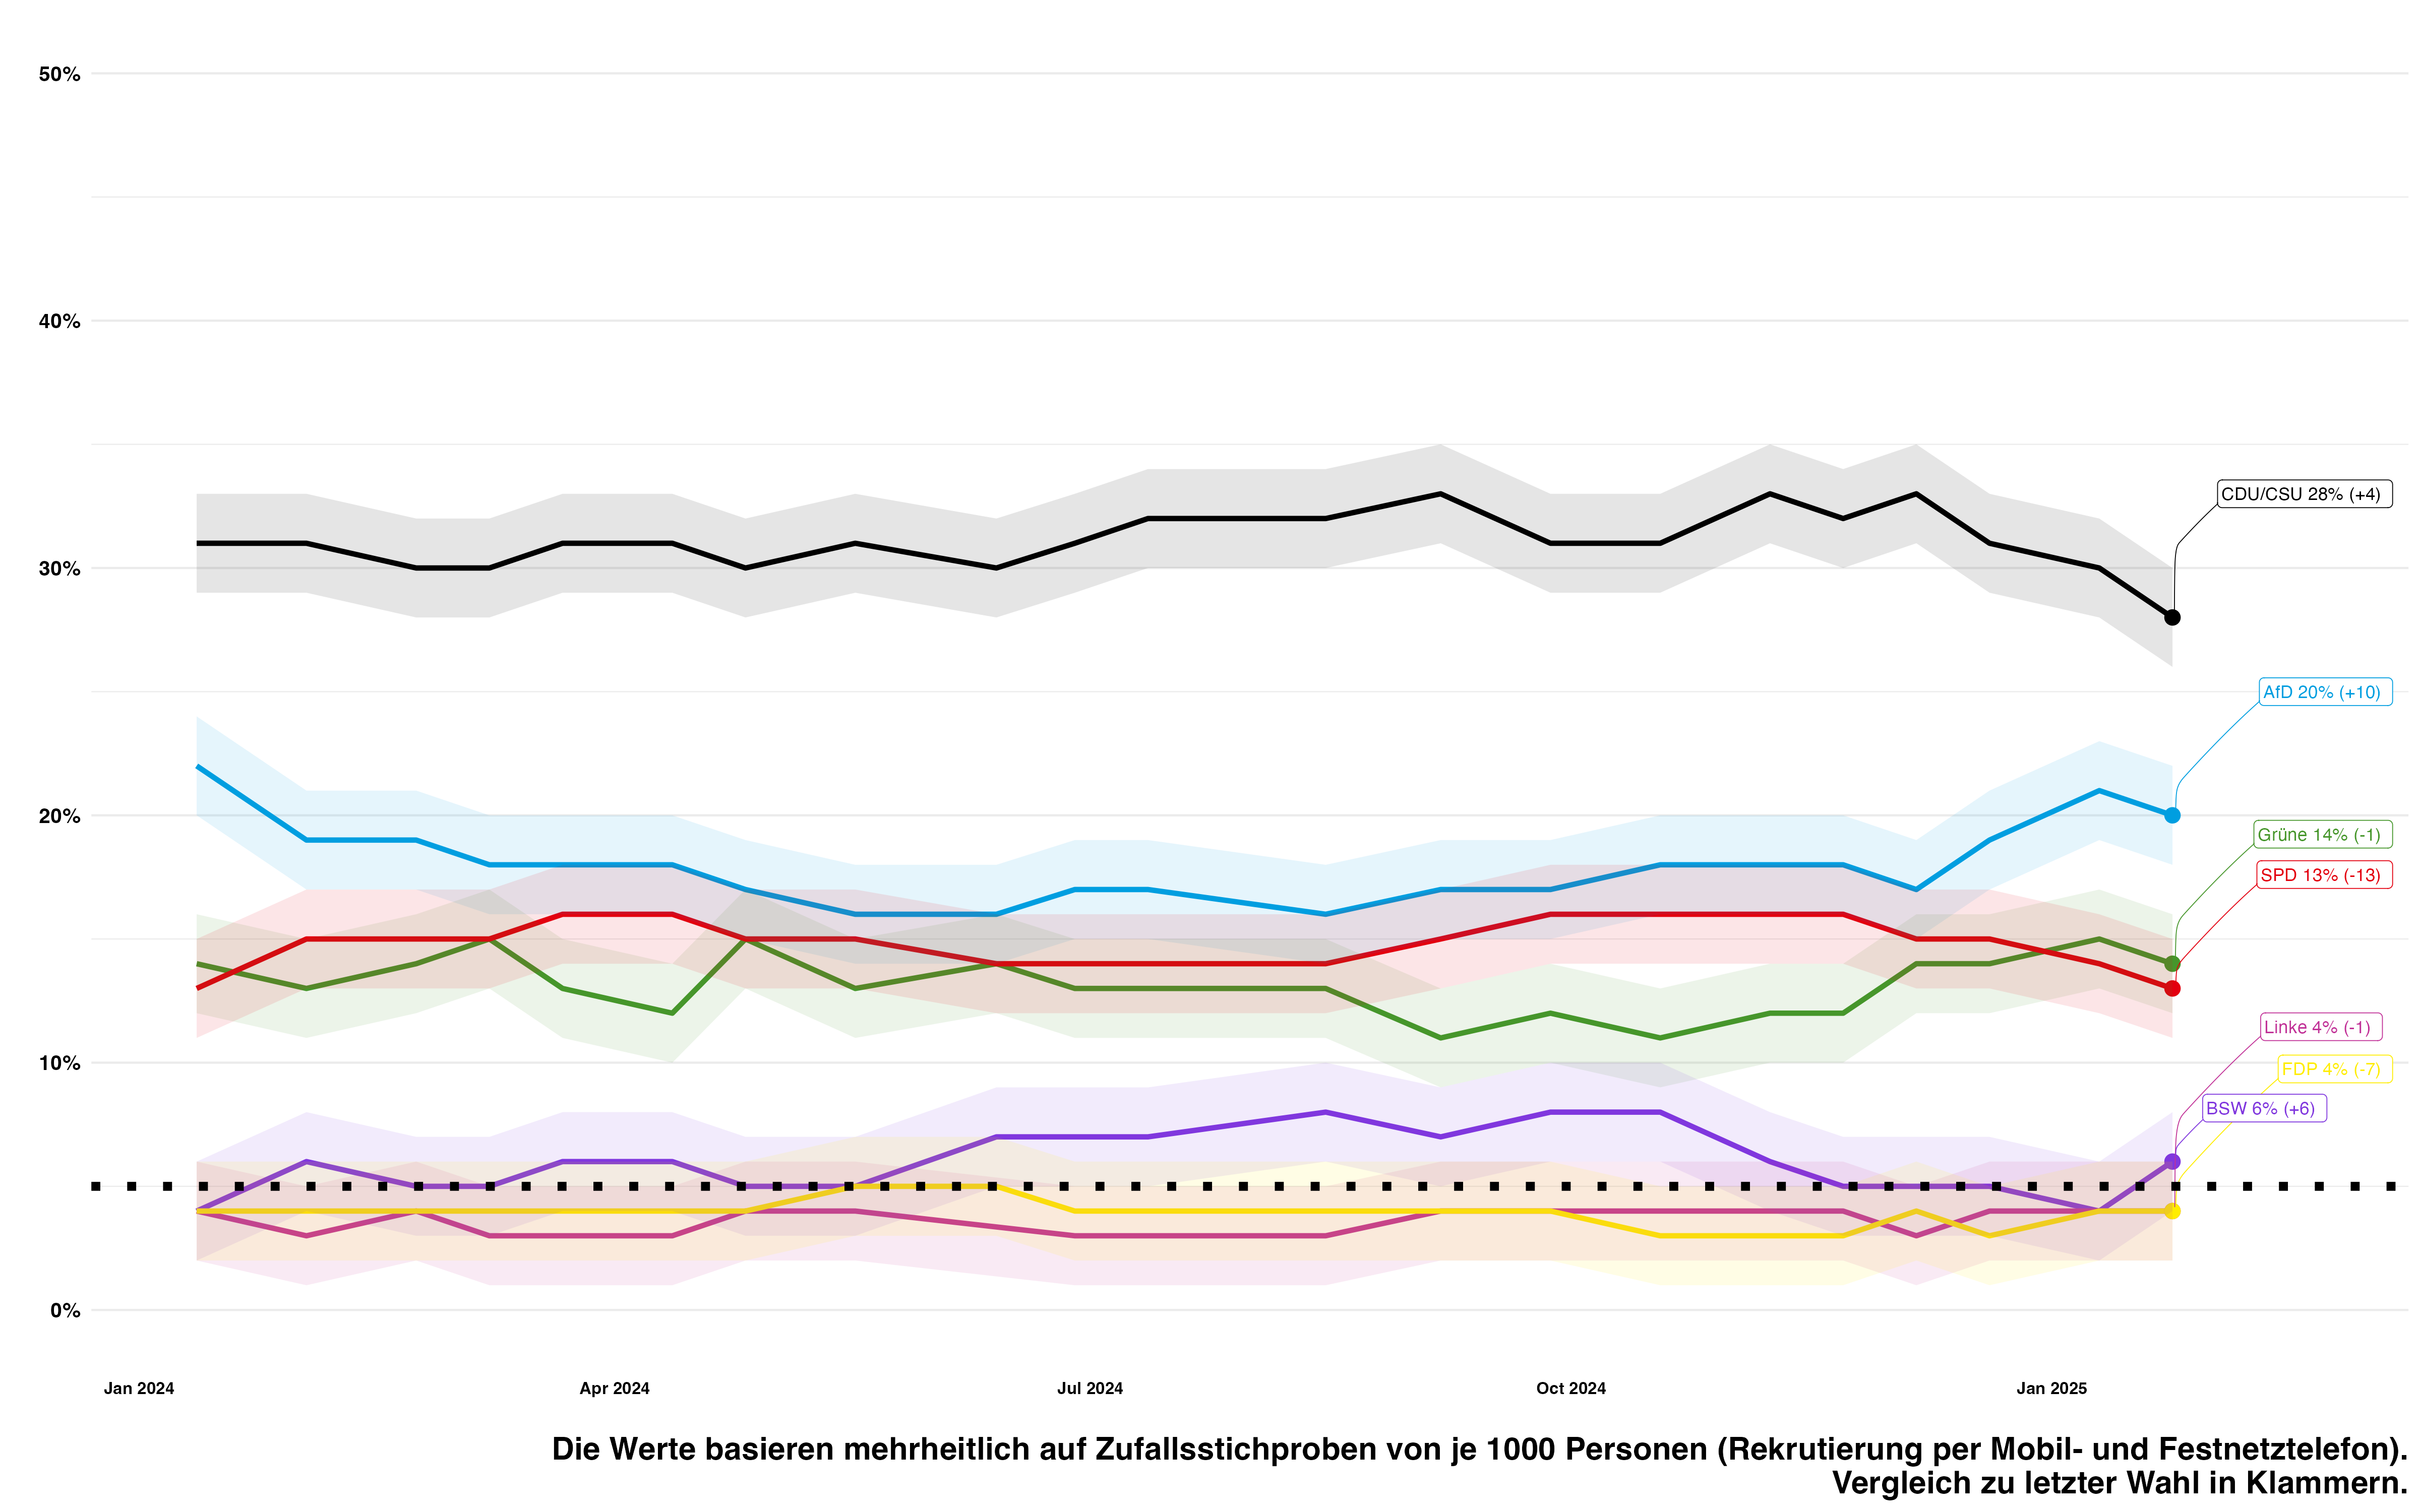 50%
40%
30%
20%
10%
0%
CDU/CSU 28% (+4)
AfD 20% (+10)
Grüne 14% (-1)
SPD 13% (-13)
Linke 4% (-1)
FDP 4% (-7)
BSW 6% (+6)
Jan 2024 Apr 2024 Jul 2024 Oct 2024 Jan 2025
Die Werte basieren mehrheitlich auf Zufallsstichproben von je 1000 Personen (Rekrutierung per Mobil- und Festnetztelefon).
Vergleich zu letzter Wahl in Klammern.